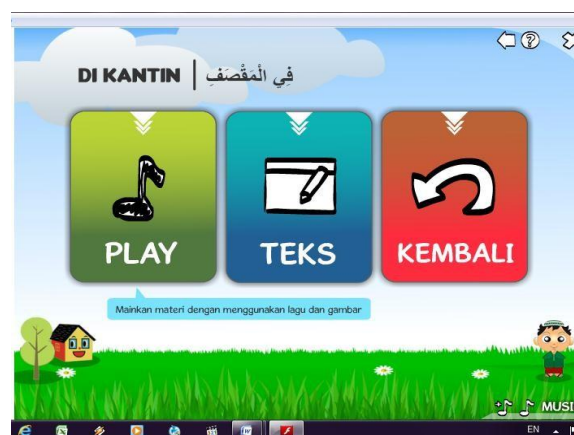 DI KANTIN | فِي الْمَقْصَفِ
PLAY
TEKS
KEMBALI
Mainkan materi dengan menggunakan lagu dan gambar
MUSI
EN